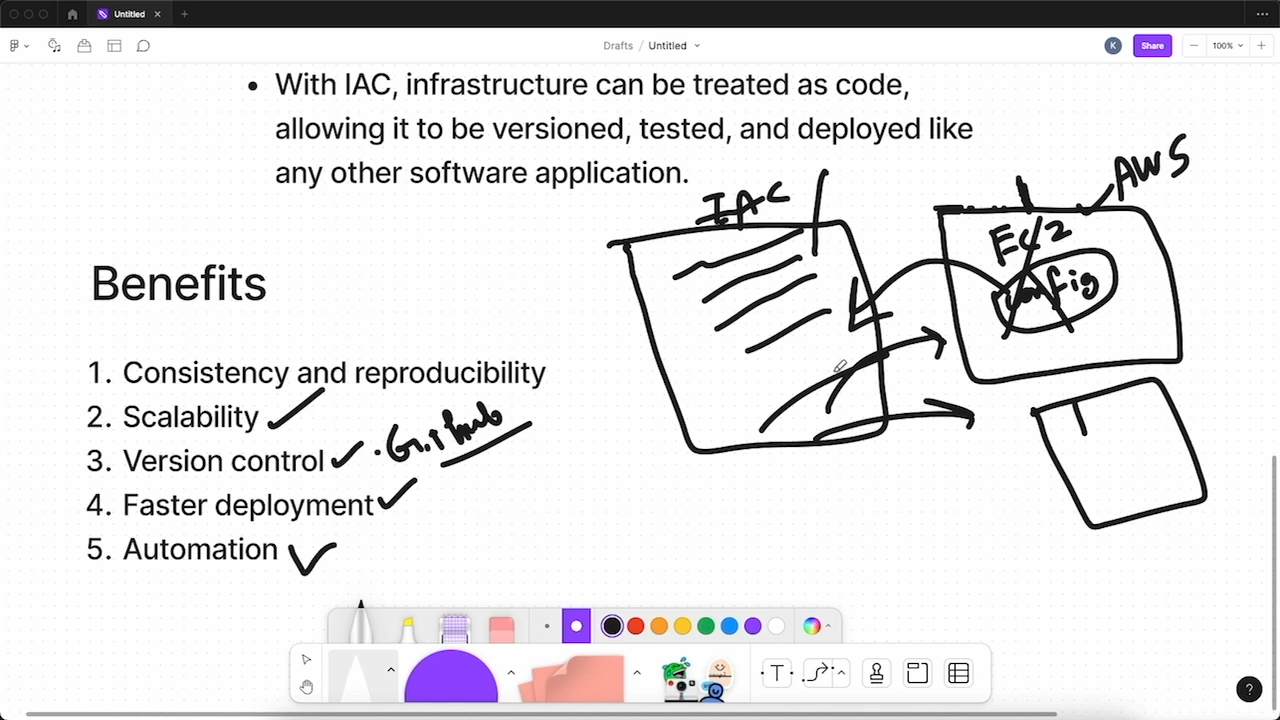 Untitled
Drafts / Untitled
K
Share
100%
• With IAC, infrastructure can be treated as code,
allowing it to be versioned, tested, and deployed like
any other software application.
AWS
IAC
EC2
config
Benefits
1. Consistency and reproducibility
2. Scalability
3. Version control
Github
4. Faster deployment
5. Automation
T
?